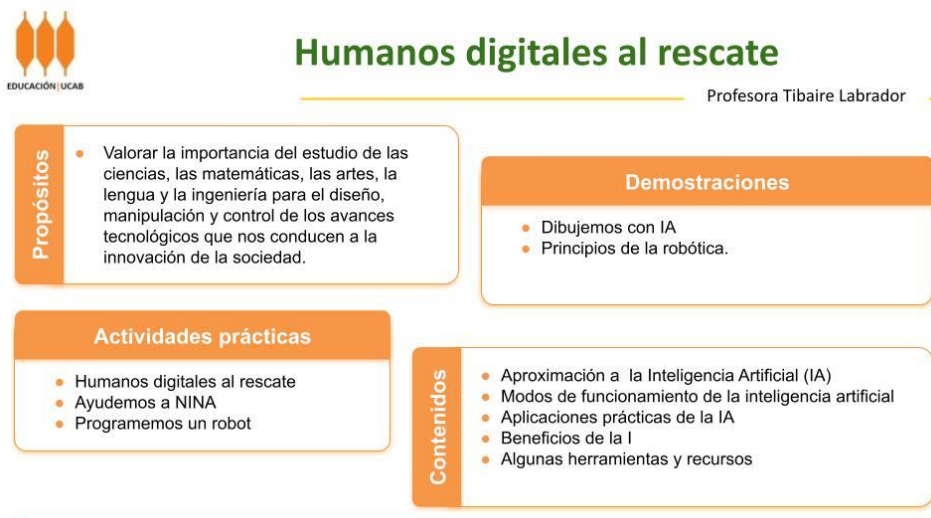 EDUCACIÓN|UCAB
Humanos digitales al rescate
Profesora Tibaire Labrador
Propósitos
Valorar la importancia del estudio de las
ciencias, las matemáticas, las artes, la
lengua y la ingeniería para el diseño,
manipulación y control de los avances
tecnológicos que nos conducen a la
innovación de la sociedad.
Demostraciones
Dibujemos con IA
Principios de la robótica.
Actividades prácticas
Humanos digitales al rescate
Ayudemos a NINA
Programemos un robot
Contenidos
Aproximación a la Inteligencia Artificial (IA)
Modos de funcionamiento de la inteligencia artificial
Aplicaciones prácticas de la IA
Beneficios de la I
Algunas herramientas y recursos